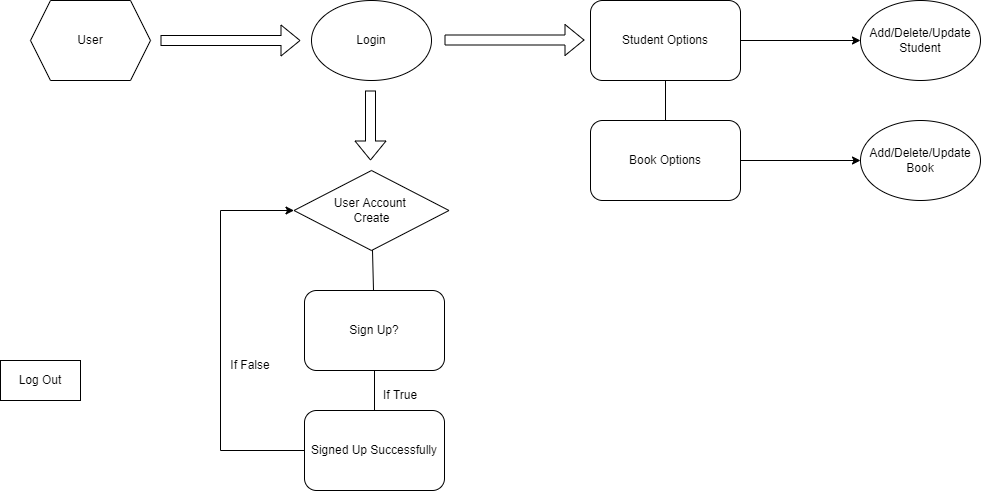 User
Login
Student Options
Add/Delete/Update
Student
Book Options
Add/Delete/Update
Book
User Account
Create
Sign Up?
If False
Log Out
If True
Signed Up Successfully